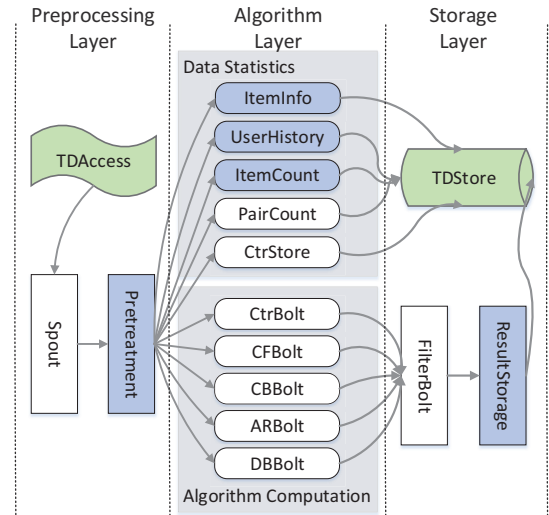 Preprocessing
Layer
Algorithm
Layer
Storage
Layer
Data Statistics
ItemInfo
UserHistory
ItemCount
PairCount
CtrStore
TDAccess
TDStore
Spout
Pretreatment
CtrBolt
CFBolt
CBBolt
ARBolt
DBBolt
Algorithm Computation
FilterBolt
ResultStorage